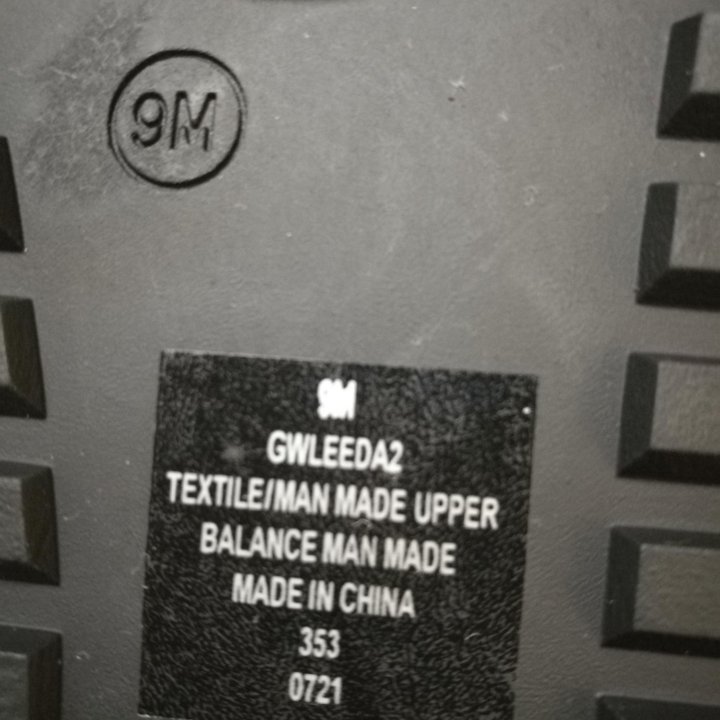 9M
9M
GWLEEDA2
TEXTILE/MAN MADE UPPER
BALANCE MAN MADE
MADE IN CHINA
353
0721